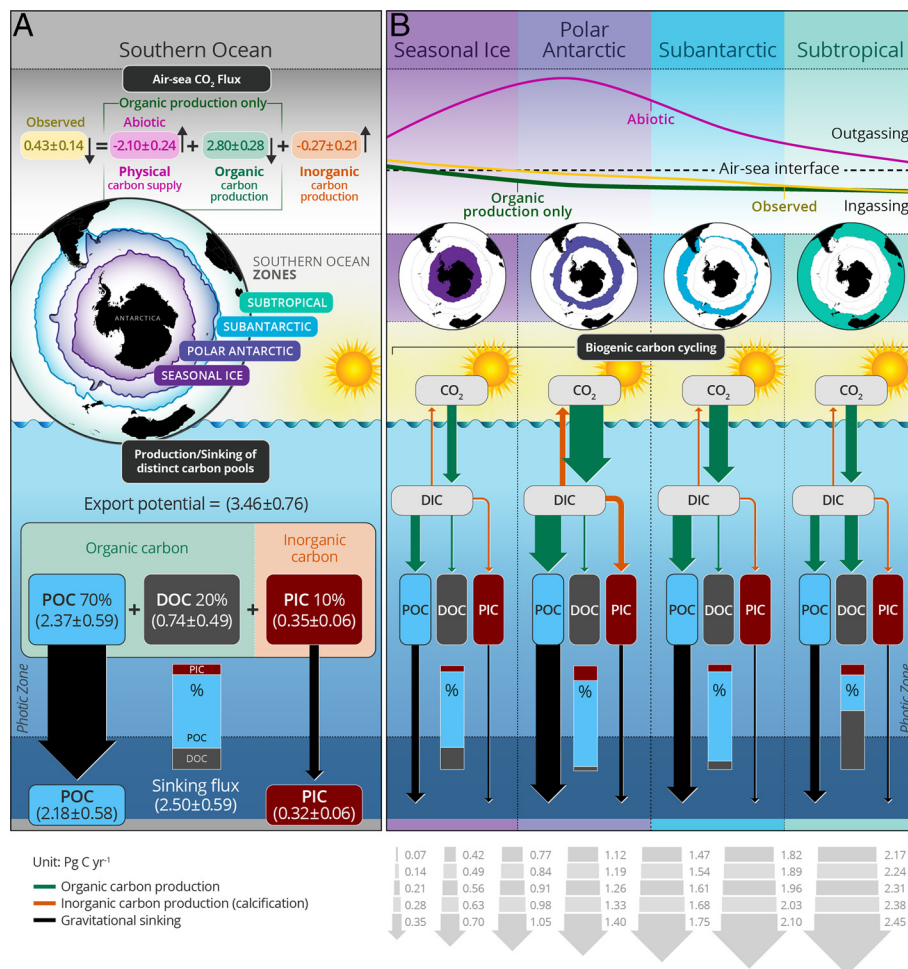 A
Southern Ocean
Air-sea CO₂ Flux
Organic production only
Observed
Abiotic
0.43±0.14 = -2.10±0.24 + 2.80±0.28 + -0.27±0.21
Physical
carbon supply
Organic
carbon
production
Inorganic
carbon
production
SOUTHERN OCEAN
ZONES
SUBTROPICAL
SUBANTARCTIC
POLAR ANTARCTIC
SEASONAL ICE
ANTARCTICA
Production/Sinking of
distinct carbon pools
Export potential = (3.46±0.76)
Organic carbon
Inorganic
carbon
POC 70%
(2.37±0.59)
+
DOC 20%
(0.74±0.49)
+
PIC 10%
(0.35±0.06)
Photic Zone
PIC
%
POC
DOC
Sinking flux
(2.50±0.59)
POC
(2.18±0.58)
PIC
(0.32±0.06)
Unit: Pg C yr⁻¹
Organic carbon production
Inorganic carbon production (calcification)
Gravitational sinking
B
Seasonal Ice
Polar
Antarctic
Subantarctic
Subtropical
Abiotic
Outgassing
Air-sea interface
Organic
production only
Observed
Ingassing
Biogenic carbon cycling
CO₂ CO₂ CO₂ CO₂
DIC DIC DIC DIC
POC DOC PIC POC DOC PIC POC DOC PIC POC DOC PIC
% % % %
Photic Zone
0.07 0.42 0.77 1.12 1.47 1.82 2.17
0.14 0.49 0.84 1.19 1.54 1.89 2.24
0.21 0.56 0.91 1.26 1.61 1.96 2.31
0.28 0.63 0.98 1.33 1.68 2.03 2.38
0.35 0.70 1.05 1.40 1.75 2.10 2.45